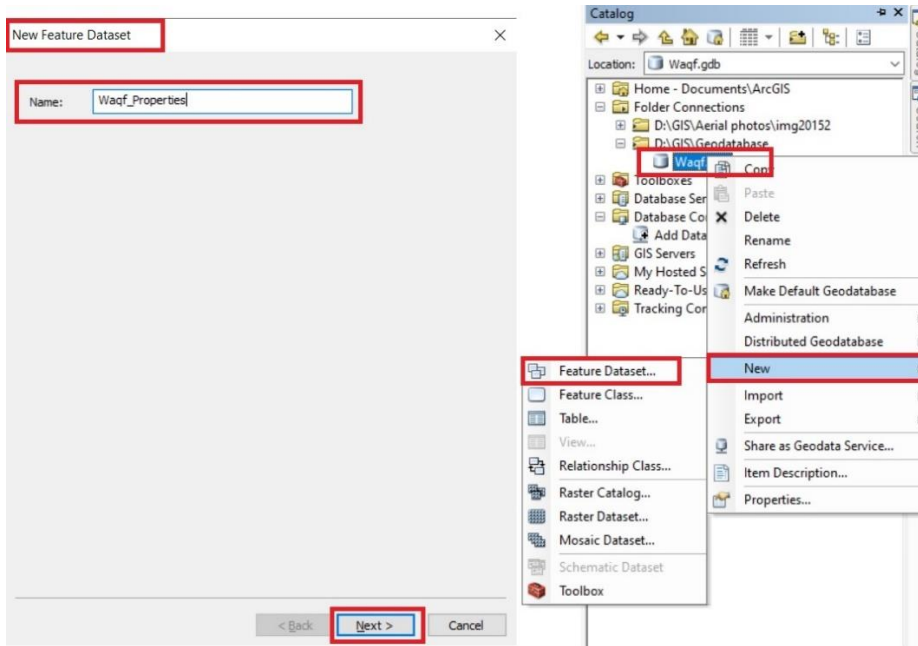 New Feature Dataset
Name:
Waqf_Properties
< Back
Next >
Cancel
Catalog
Location:
Waqf.gdb
Home - Documents\ArcGIS
Folder Connections
D:\GIS\Aerial photos\img20152
D:\GIS\Geodatabase
Waqf.
Toolboxes
Database Ser
Database Co
Add Data
GIS Servers
My Hosted S
Ready-To-Us
Tracking Con
Copy
Paste
Delete
Rename
Refresh
Make Default Geodatabase
Administration
Distributed Geodatabase
New
Import
Export
Share as Geodata Service...
Item Description...
Properties...
Feature Dataset...
Feature Class...
Table...
View...
Relationship Class...
Raster Catalog...
Raster Dataset...
Mosaic Dataset...
Schematic Dataset
Toolbox